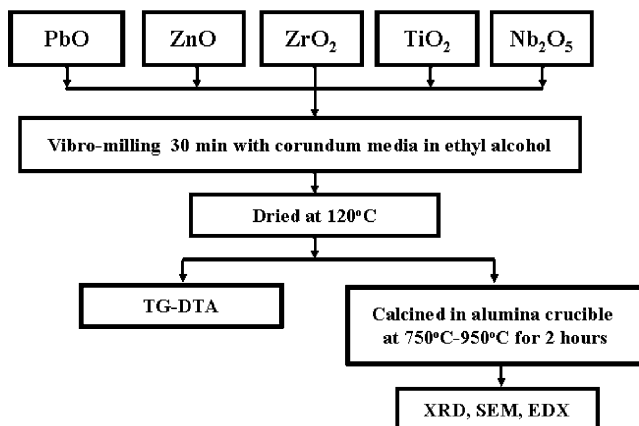 PbO ZnO ZrO₂ TiO₂ Nb₂O₅
Vibro-milling 30 min with corundum media in ethyl alcohol
Dried at 120°C
TG-DTA
Calcined in alumina crucible
at 750°C-950°C for 2 hours
XRD, SEM, EDX